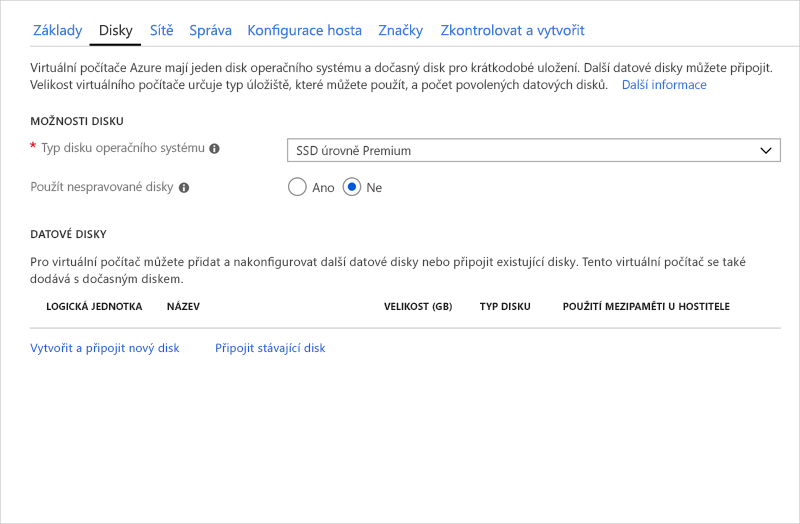 Základy Disky Sítě Správa Konfigurace hosta Značky Zkontrolovat a vytvořit
Virtuální počítače Azure mají jeden disk operačního systému a dočasný disk pro krátkodobé uložení. Další datové disky můžete připojit.
Velikost virtuálního počítače určuje typ úložiště, které můžete použít, a počet povolených datových disků. Další informace
MOŽNOSTI DISKU
* Typ disku operačního systému SSD úrovně Premium
Použít nespravované disky Ano Ne
DATOVÉ DISKY
Pro virtuální počítač můžete přidat a nakonfigurovat další datové disky nebo připojit existující disky. Tento virtuální počítač se také
dodává s dočasným diskem.
LOGICKÁ JEDNOTKA NÁZEV VELIKOST (GB) TYP DISKU POUŽITÍ MEZIPAMĚTI U HOSTITELE
Vytvořit a připojit nový disk Připojit stávající disk